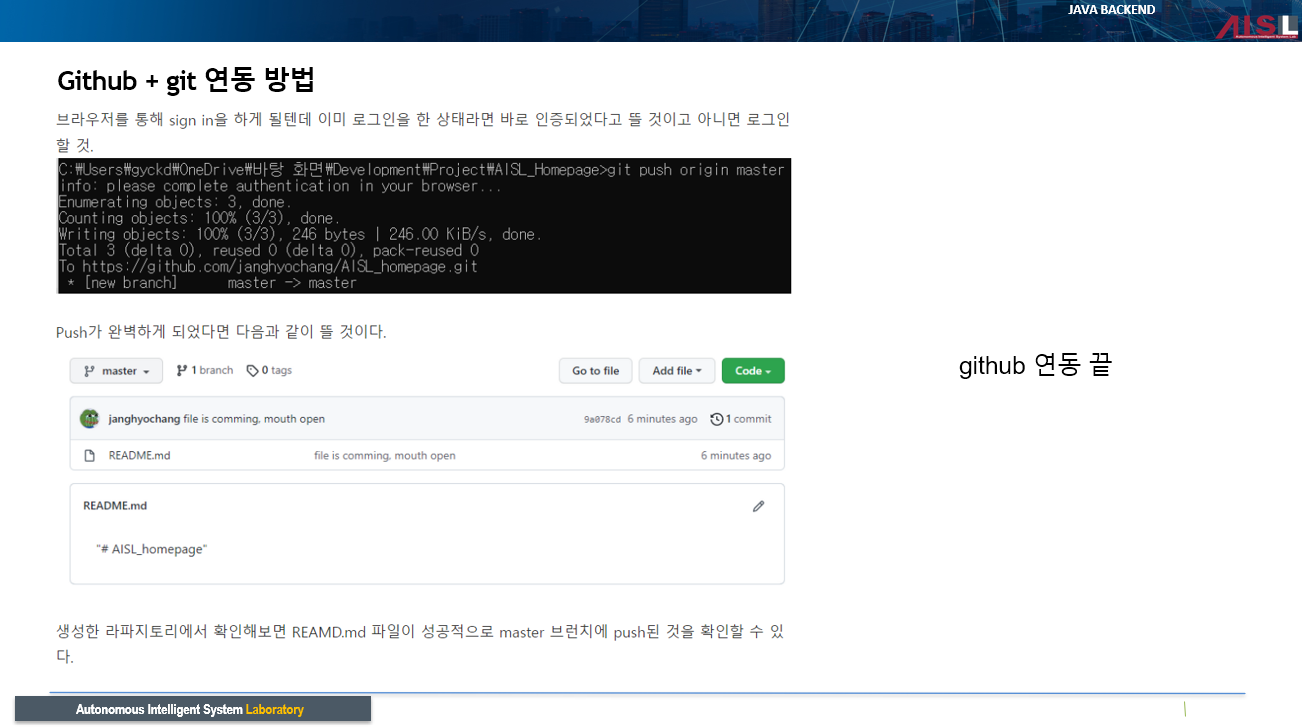 JAVA BACKEND
AISL
Autonomous Intelligent System Lab.
Github + git 연동 방법
브라우저를 통해 sign in을 하게 될텐데 이미 로그인을 한 상태라면 바로 인증되었다고 뜰 것이고 아니면 로그인
할 것.
C:₩Users₩gyckd₩OneDrive₩바탕 화면₩Development₩Project₩AISL_Homepage>git push origin master
info: please complete authentication in your browser...
Enumerating objects: 3, done.
Counting objects: 100% (3/3), done.
Writing objects: 100% (3/3), 246 bytes | 246.00 KiB/s, done.
Total 3 (delta 0), reused 0 (delta 0), pack-reused 0
To https://github.com/janghyochang/AISL_homepage.git
* [new branch] master -> master
Push가 완벽하게 되었다면 다음과 같이 뜰 것이다.
master 1 branch 0 tags Go to file Add file Code
janghyochang file is comming, mouth open 9a078cd 6 minutes ago 1 commit
README.md file is comming, mouth open 6 minutes ago
README.md
"# AISL_homepage"
github 연동 끝
생성한 라파지토리에서 확인해보면 REAMD.md 파일이 성공적으로 master 브런치에 push된 것을 확인할 수 있
다.
Autonomous Intelligent System Laboratory